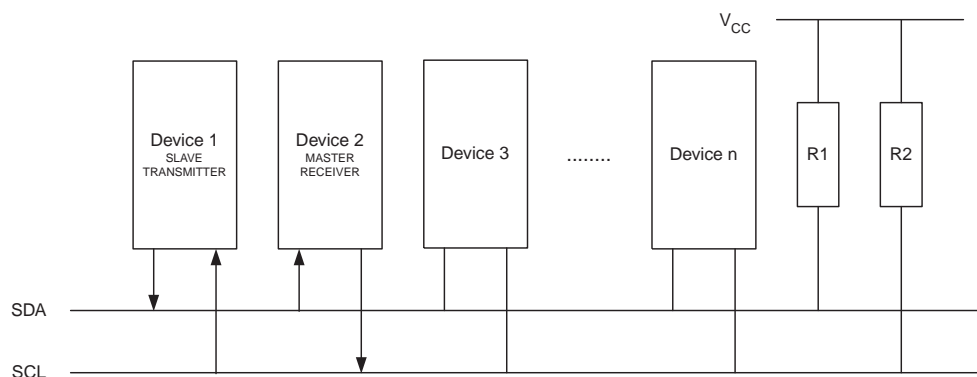 VCC
Device 1
SLAVE
TRANSMITTER
Device 2
MASTER
RECEIVER
Device 3
........
Device n
R1
R2
SDA
SCL